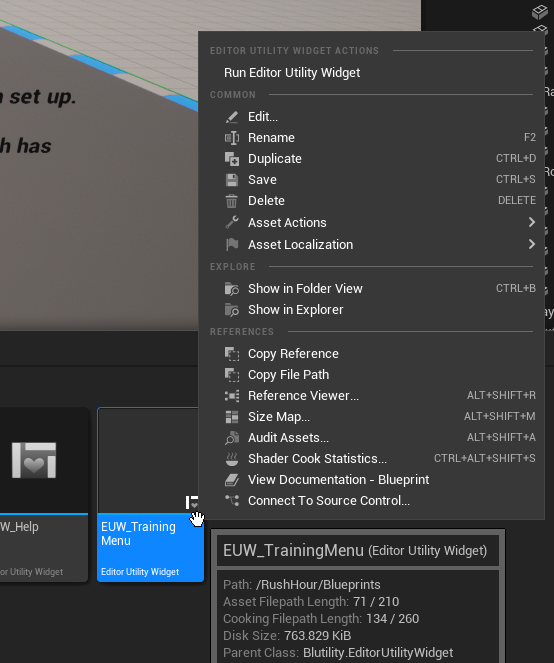 set up.
h has
EDITOR UTILITY WIDGET ACTIONS
Run Editor Utility Widget
COMMON
Edit...
Rename F2
Duplicate CTRL+D
Save CTRL+S
Delete DELETE
Asset Actions
Asset Localization
EXPLORE
Show in Folder View CTRL+B
Show in Explorer
REFERENCES
Copy Reference
Copy File Path
Reference Viewer... ALT+SHIFT+R
Size Map... ALT+SHIFT+M
Audit Assets... ALT+SHIFT+A
Shader Cook Statistics... CTRL+ALT+SHIFT+S
View Documentation - Blueprint
Connect To Source Control...
W_Help
or Utility Widget
EUW_Training
Menu
Editor Utility Widget
EUW_TrainingMenu (Editor Utility Widget)
Path: /RushHour/Blueprints
Asset Filepath Length: 71 / 210
Cooking Filepath Length: 134 / 260
Disk Size: 763.829 KiB
Parent Class: Blutility.EditorUtilityWidget